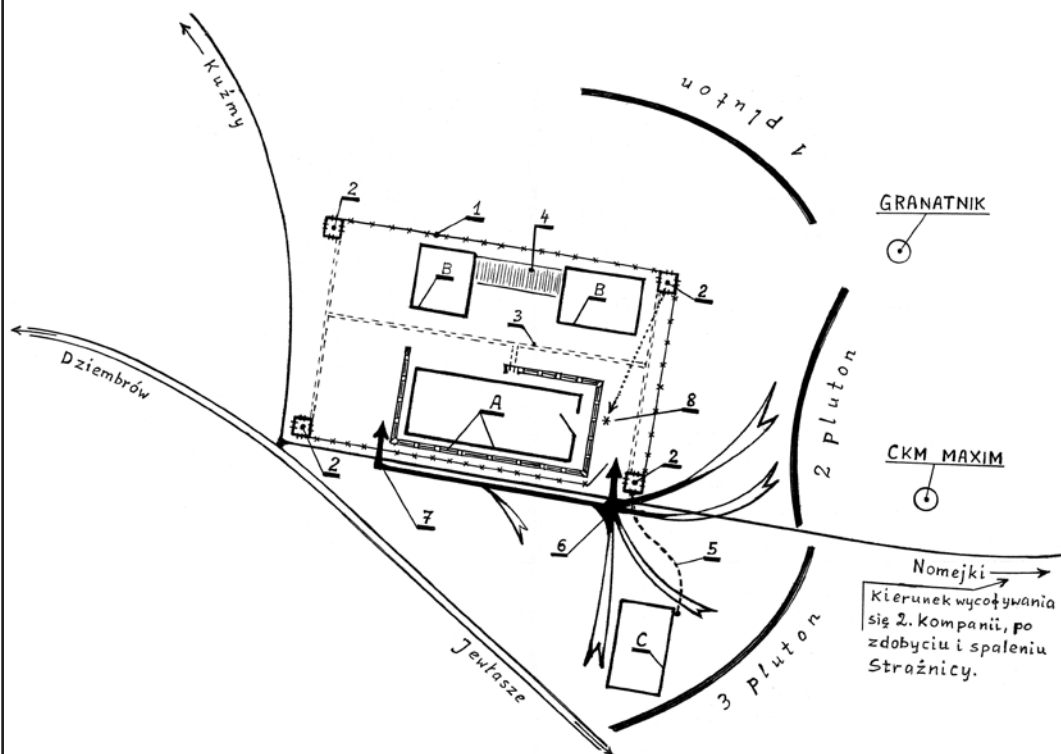 Kuźmy
1 pluton
2
1
4
GRANATNIK
B
B
2
3
Dziembrów
A
8
2 pluton
CKM MAXIM
2
2
7
6
5
Nomejki
Kierunek wycofywania
się 2. Kompanii, po
zdobyciu i spaleniu
Strażnicy.
C
Jewłasze
3 pluton